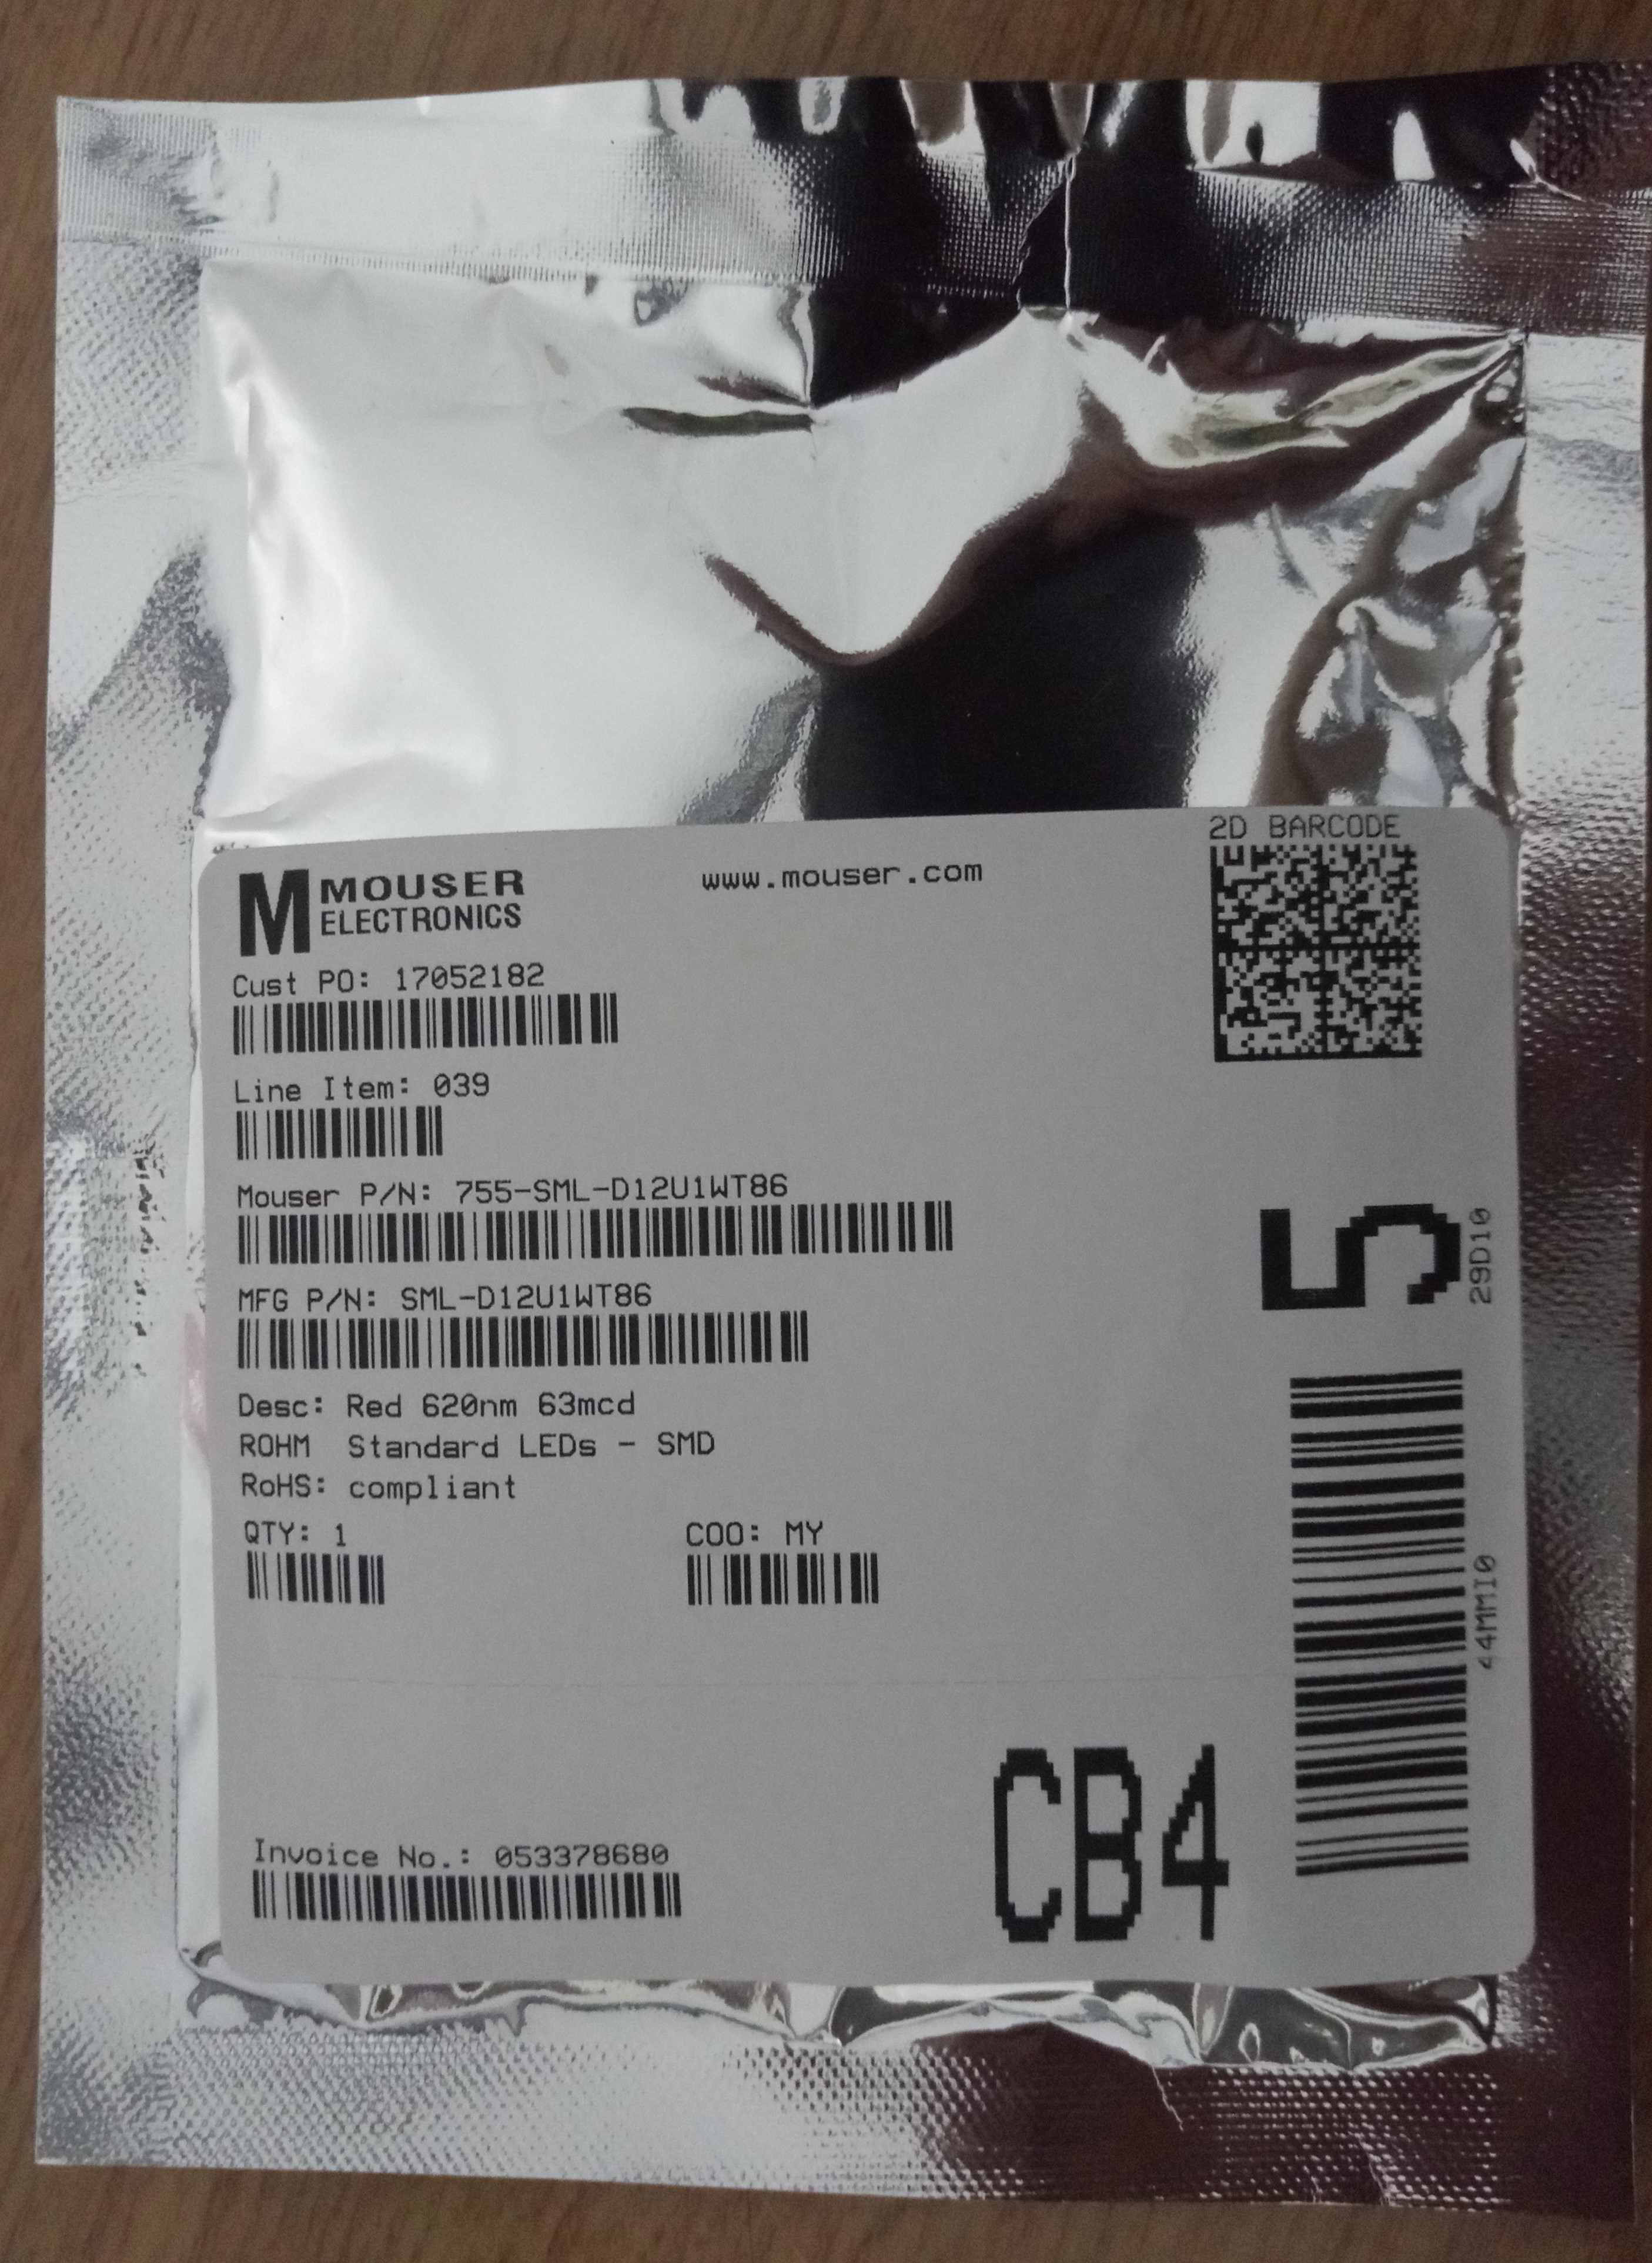 2D BARCODE
M MOUSER
ELECTRONICS
www.mouser.com
Cust PO: 17052182
Line Item: 039
Mouser P/N: 755-SML-D12U1WT86
MFG P/N: SML-D12U1WT86
Desc: Red 620nm 63mcd
ROHM Standard LEDs - SMD
RoHS: compliant
QTY: 1
COO: MY
Invoice No.: 053378680
CB4
5
29D10
44MMI0